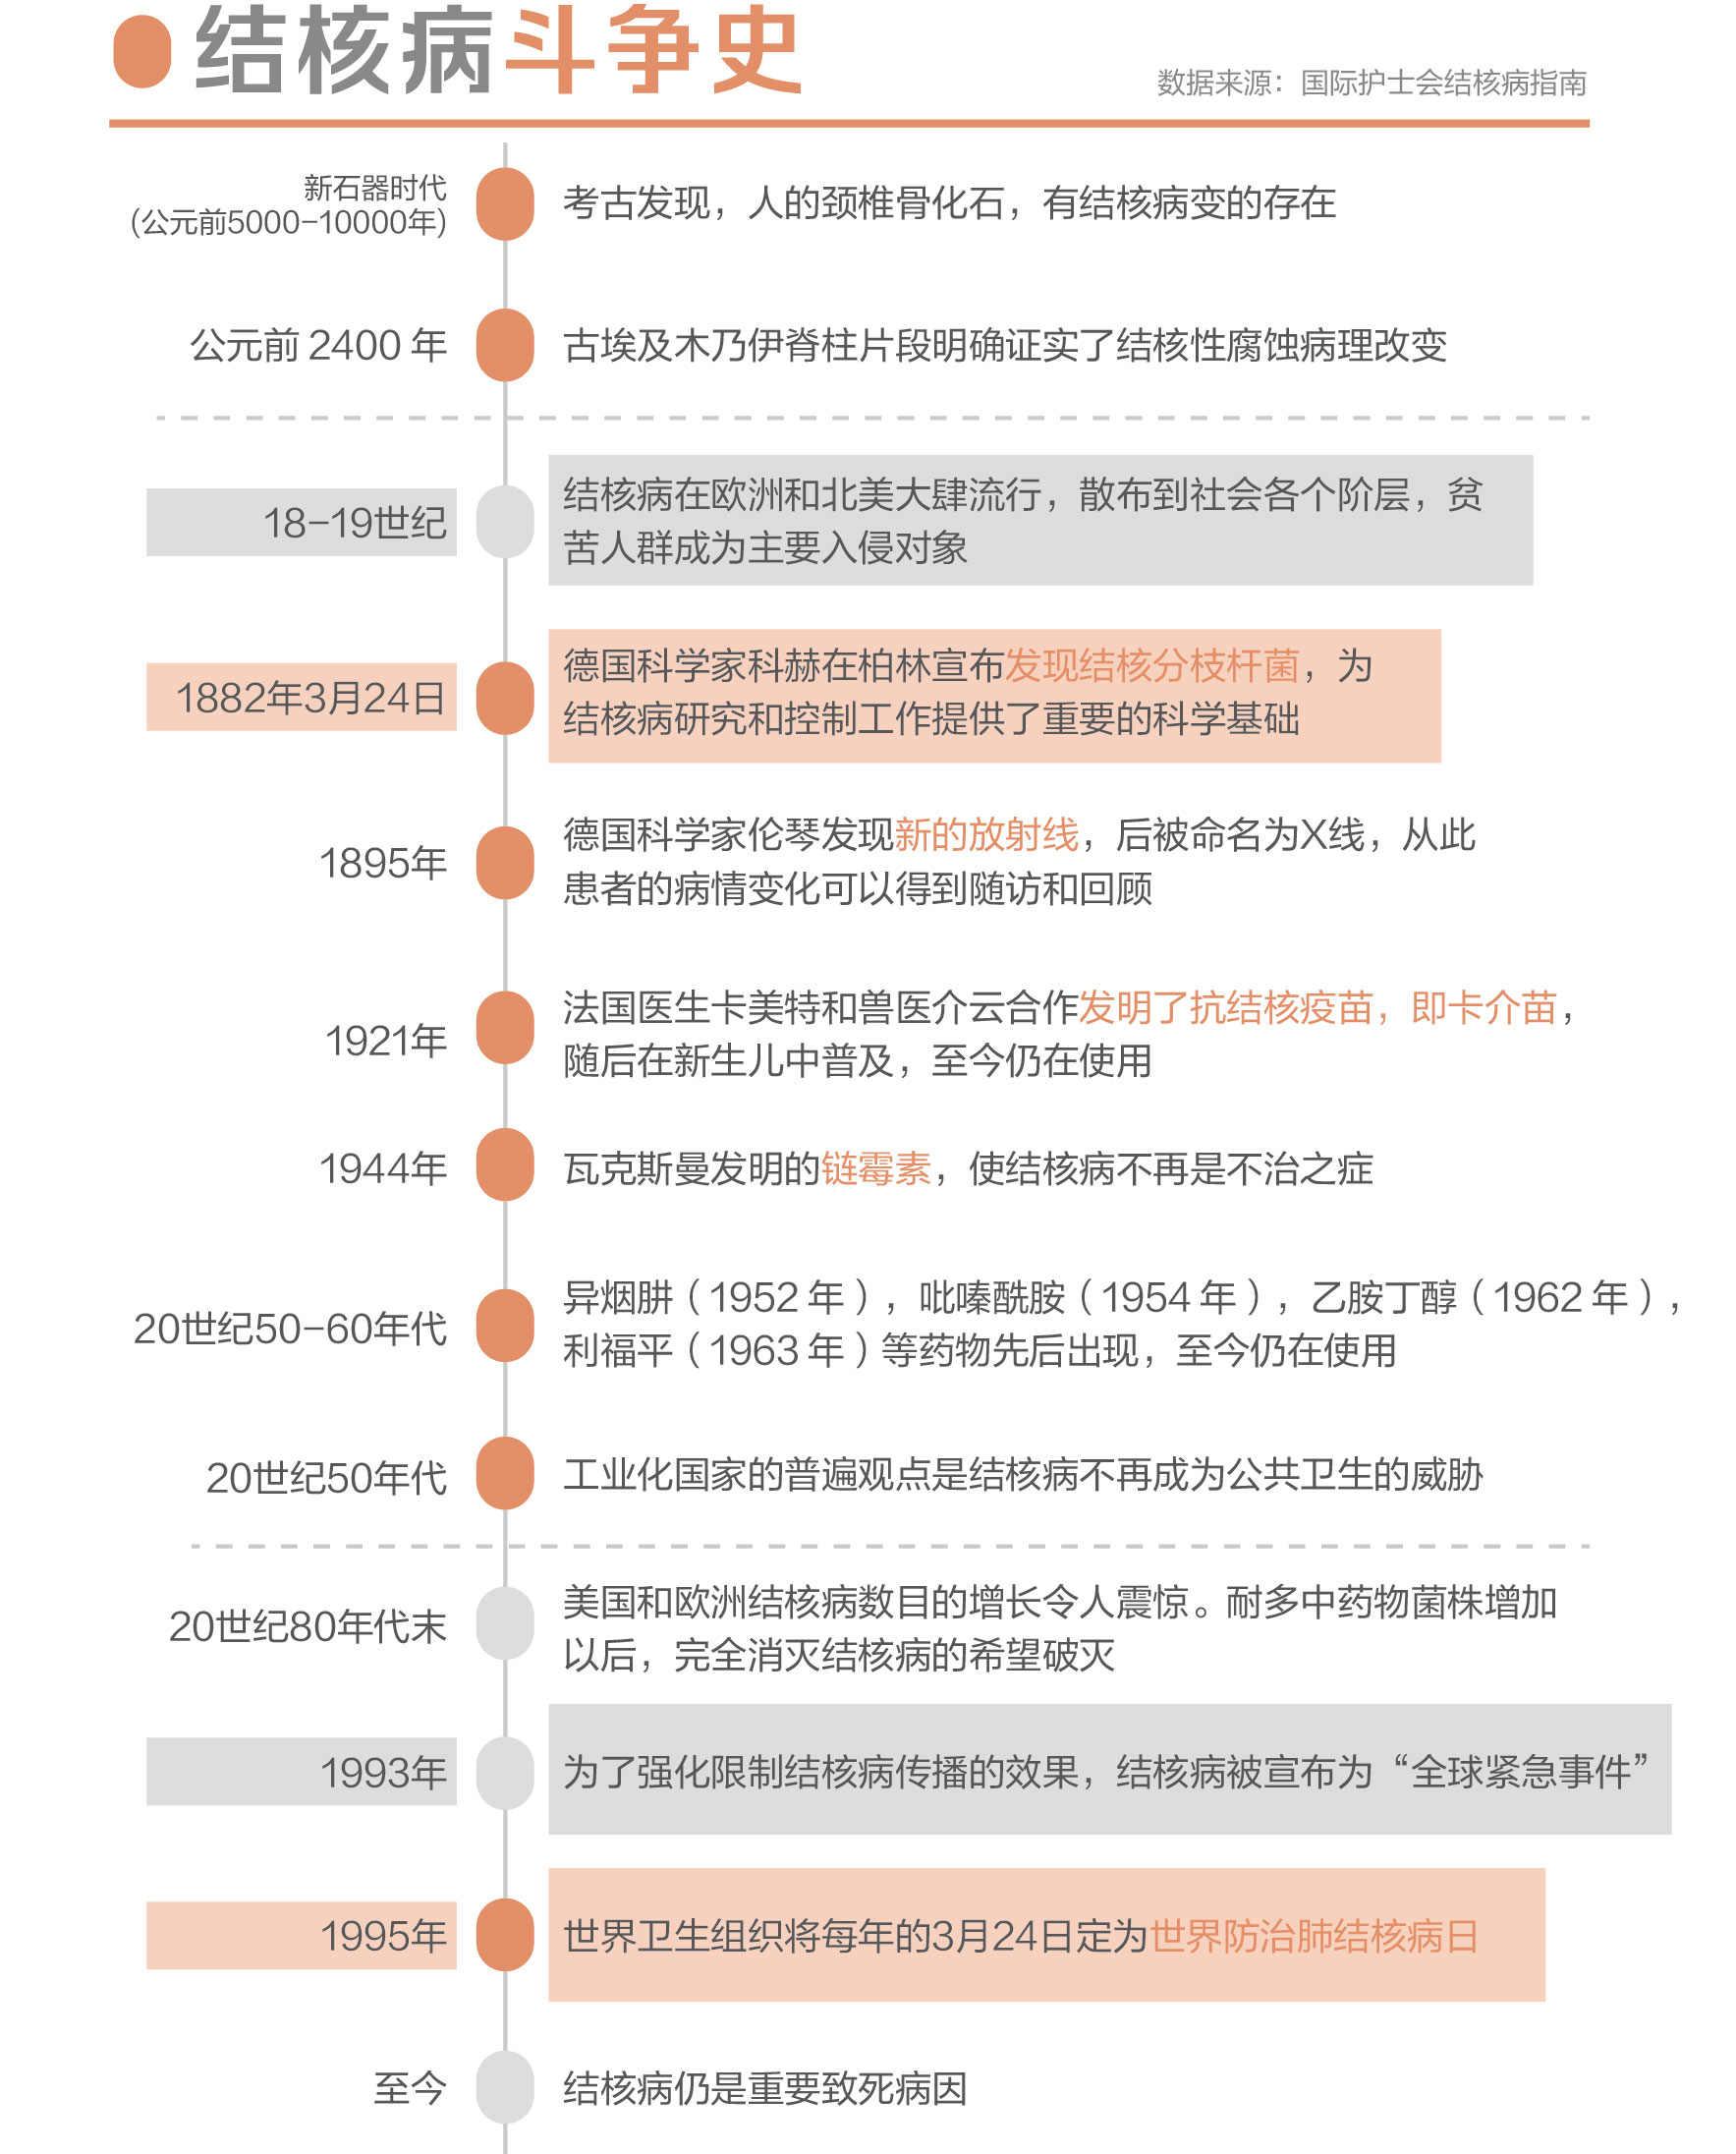 结核病斗争史
数据来源：国际护士会结核病指南
新石器时代
（公元前5000-10000年）
考古发现，人的颈椎骨化石，有结核病变的存在
公元前 2400 年
古埃及木乃伊脊柱片段明确证实了结核性腐蚀病理改变
18-19世纪
结核病在欧洲和北美大肆流行，散布到社会各个阶层，贫
苦人群成为主要入侵对象
1882年3月24日
德国科学家科赫在柏林宣布发现结核分枝杆菌，为
结核病研究和控制工作提供了重要的科学基础
1895年
德国科学家伦琴发现新的放射线，后被命名为X线，从此
患者的病情变化可以得到随访和回顾
1921年
法国医生卡美特和兽医介云合作发明了抗结核疫苗，即卡介苗，
随后在新生儿中普及，至今仍在使用
1944年
瓦克斯曼发明的链霉素，使结核病不再是不治之症
20世纪50-60年代
异烟肼（1952 年），吡嗪酰胺（1954 年），乙胺丁醇（1962 年），
利福平（1963 年）等药物先后出现，至今仍在使用
20世纪50年代
工业化国家的普遍观点是结核病不再成为公共卫生的威胁
20世纪80年代末
美国和欧洲结核病数目的增长令人震惊。耐多中药物菌株增加
以后，完全消灭结核病的希望破灭
1993年
为了强化限制结核病传播的效果，结核病被宣布为“全球紧急事件”
1995年
世界卫生组织将每年的3月24日定为世界防治肺结核病日
至今
结核病仍是重要致死病因